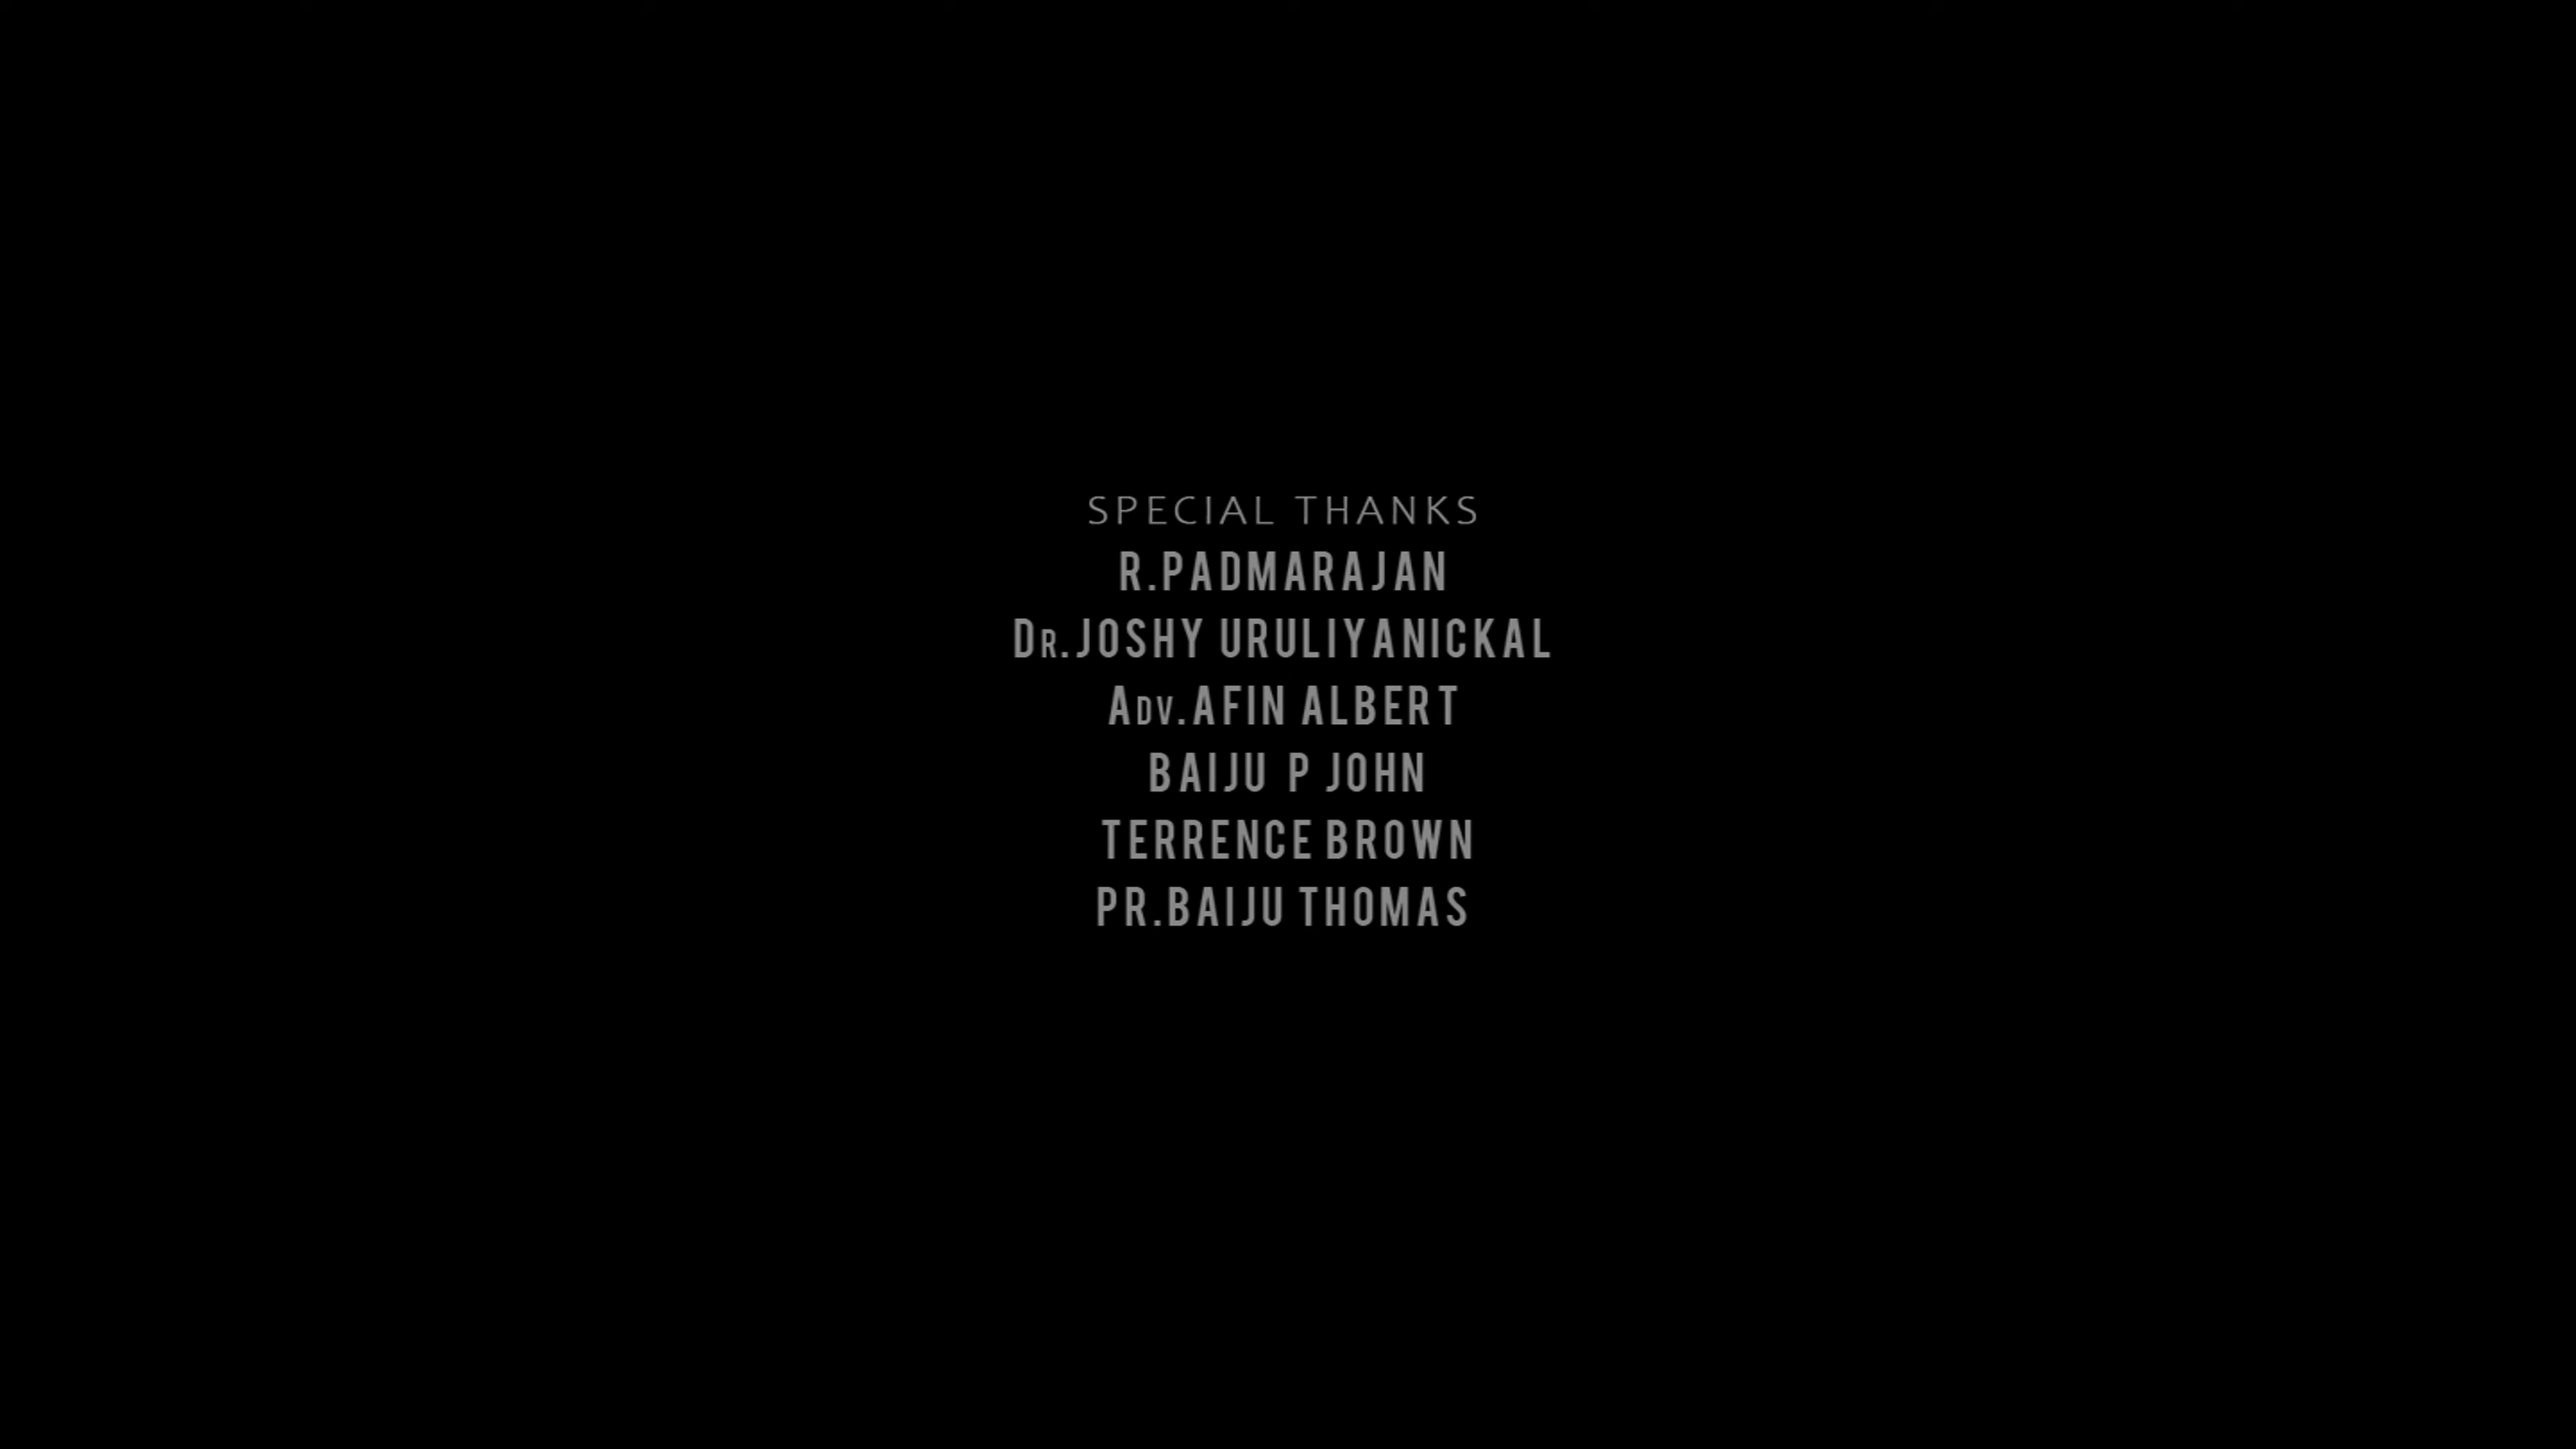 SPECIAL THANKS
R.PADMARAJAN
DR.JOSHY URULIYANICKAL
ADV.AFIN ALBERT
BAIJU P JOHN
TERRENCE BROWN
PR.BAIJU THOMAS